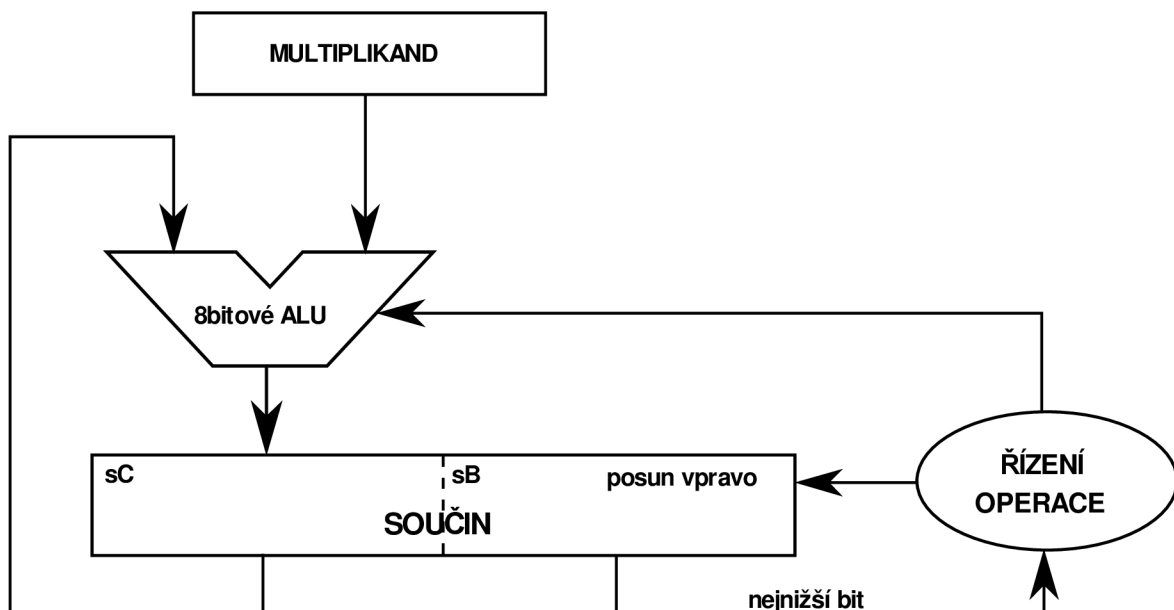 MULTIPLIKAND
8bitové ALU
sC
sB
posun vpravo
SOUČIN
ŘÍZENÍ
OPERACE
nejnižší bit